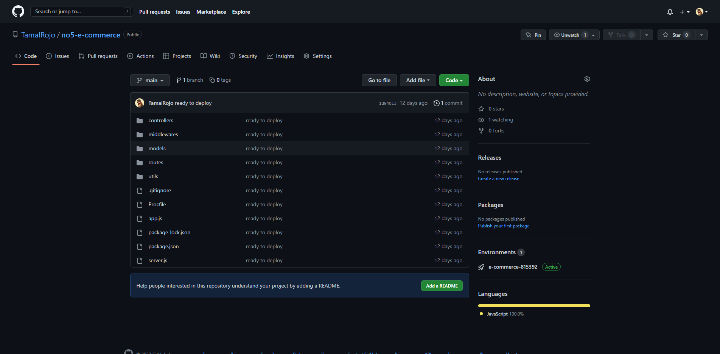 Search or jump to... /
Pull requests Issues Marketplace Explore
TamalRojo / no5-e-commerce Public
Pin Unwatch 1 Fork Star 0
Code Issues Pull requests Actions Projects Wiki Security Insights Settings
main 1 branch 0 tags Go to file Add file Code
TamalRojo ready to deploy 12 days ago 1 commit
controllers ready to deploy 12 days ago
middlewares ready to deploy 12 days ago
models ready to deploy 12 days ago
routes ready to deploy 12 days ago
utils ready to deploy 12 days ago
.gitignore ready to deploy 12 days ago
Procfile ready to deploy 12 days ago
app.js ready to deploy 12 days ago
package-lock.json ready to deploy 12 days ago
package.json ready to deploy 12 days ago
server.js ready to deploy 12 days ago
Help people interested in this repository understand your project by adding a README. Add a README
About
No description, website, or topics provided.
0 stars
1 watching
0 forks
Releases
No releases published
Create a new release
Packages
No packages published
Publish your first package
Environments 1
e-commerce-815392 Active
Languages
JavaScript 100.0%